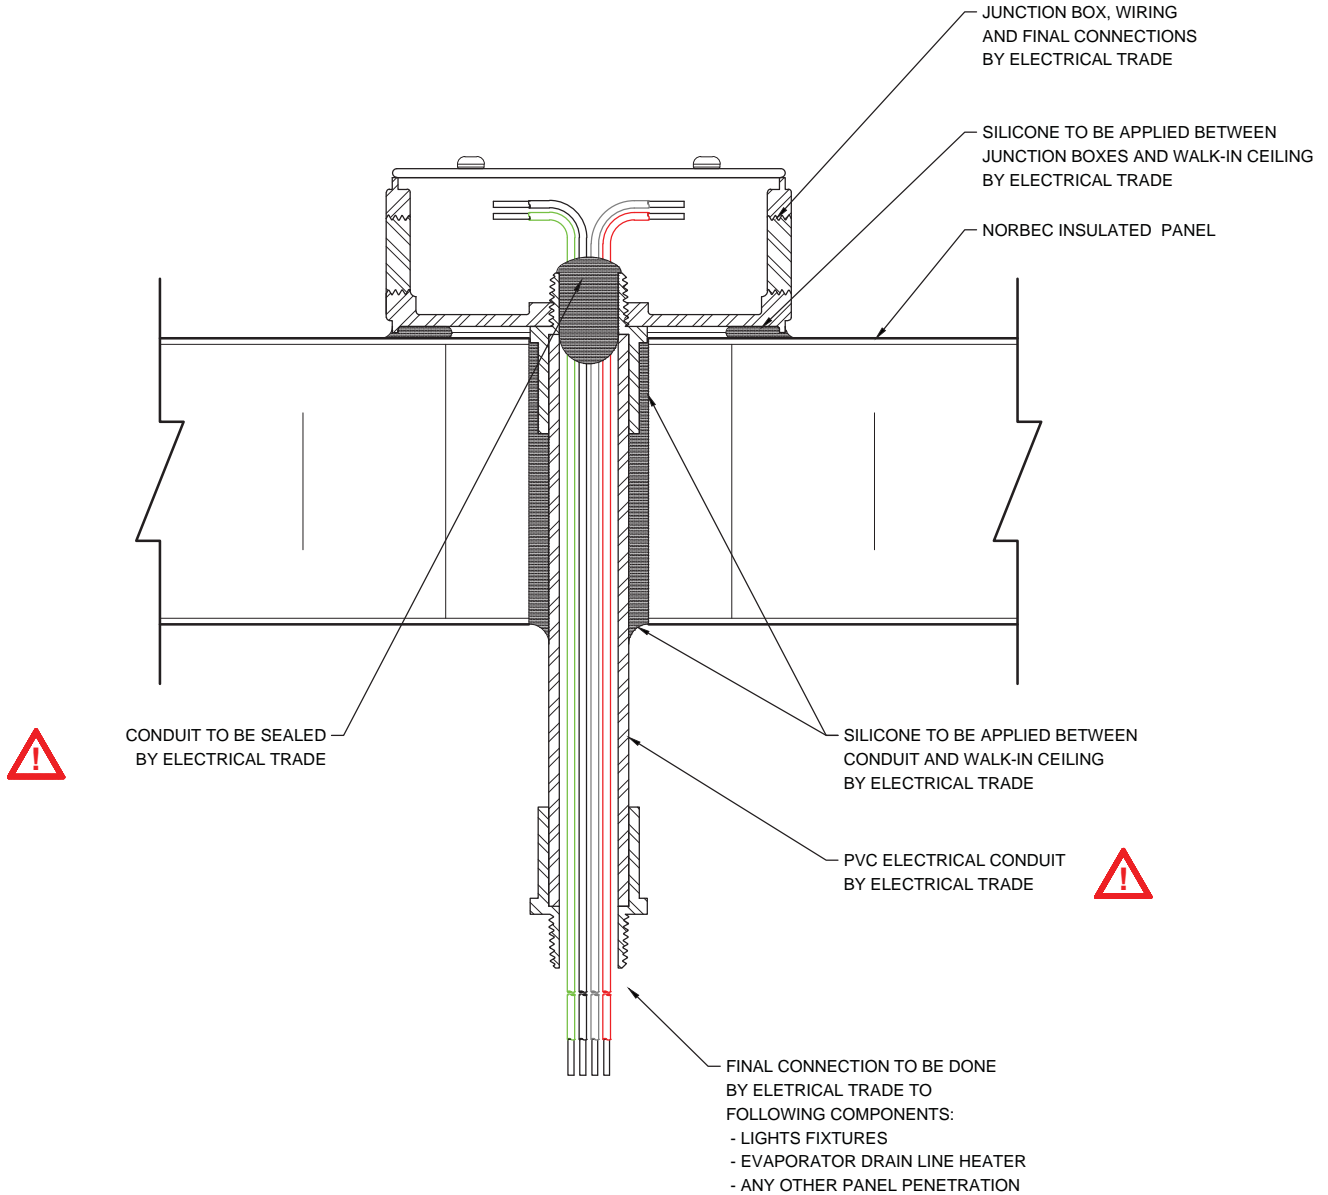 JUNCTION BOX, WIRING
AND FINAL CONNECTIONS
BY ELECTRICAL TRADE
SILICONE TO BE APPLIED BETWEEN
JUNCTION BOXES AND WALK-IN CEILING
BY ELECTRICAL TRADE
NORBEC INSULATED PANEL
CONDUIT TO BE SEALED
BY ELECTRICAL TRADE
!
SILICONE TO BE APPLIED BETWEEN
CONDUIT AND WALK-IN CEILING
BY ELECTRICAL TRADE
PVC ELECTRICAL CONDUIT
BY ELECTRICAL TRADE
!
FINAL CONNECTION TO BE DONE
BY ELETRICAL TRADE TO
FOLLOWING COMPONENTS:
- LIGHTS FIXTURES
- EVAPORATOR DRAIN LINE HEATER
- ANY OTHER PANEL PENETRATION